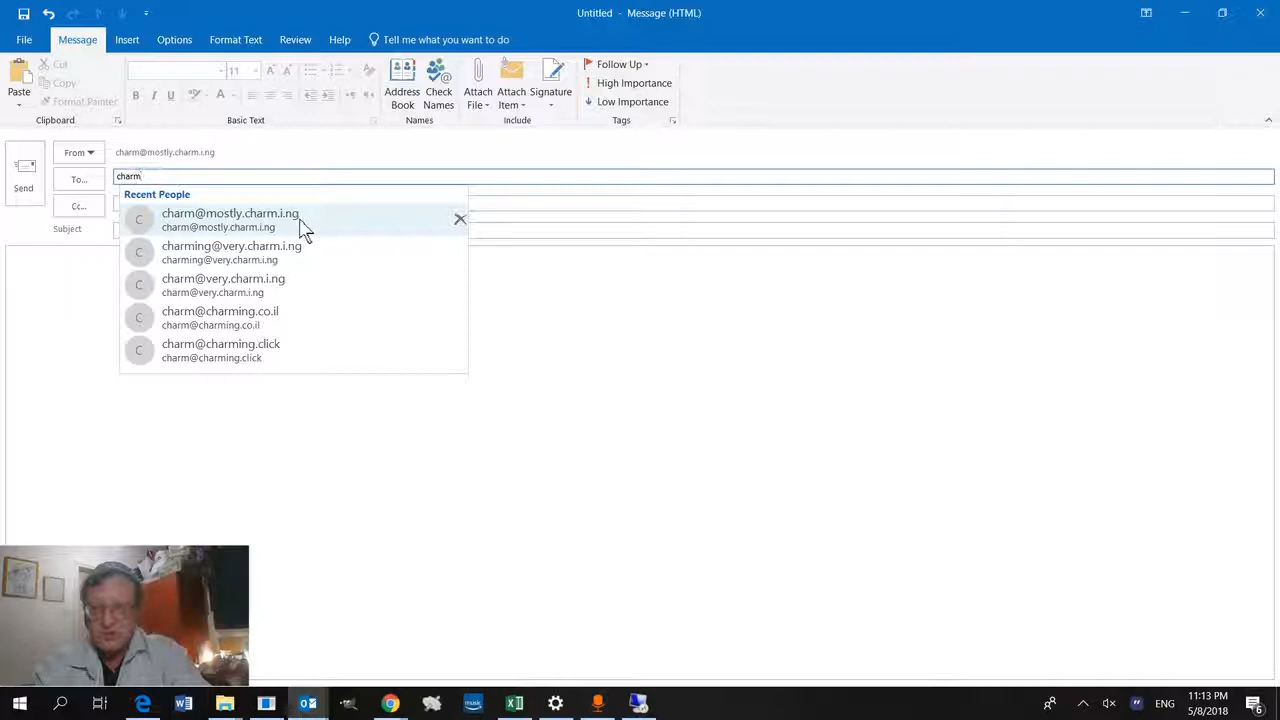 Untitled - Message (HTML)
File Message Insert Options Format Text Review Help Tell me what you want to do
Paste
Cut
Copy
Format Painter
Clipboard
11
B I U
A
Basic Text
Address Book
Check Names
Names
Attach File
Attach Item
Signature
Include
Follow Up
High Importance
Low Importance
Tags
Send
From charm@mostly.charm.i.ng
To... charm
Cc...
Subject
Recent People
C charm@mostly.charm.i.ng
charm@mostly.charm.i.ng
C charming@very.charm.i.ng
charming@very.charm.i.ng
C charm@very.charm.i.ng
charm@very.charm.i.ng
C charm@charming.co.il
charm@charming.co.il
C charm@charming.click
charm@charming.click
music
ENG
11:13 PM
5/8/2018
6